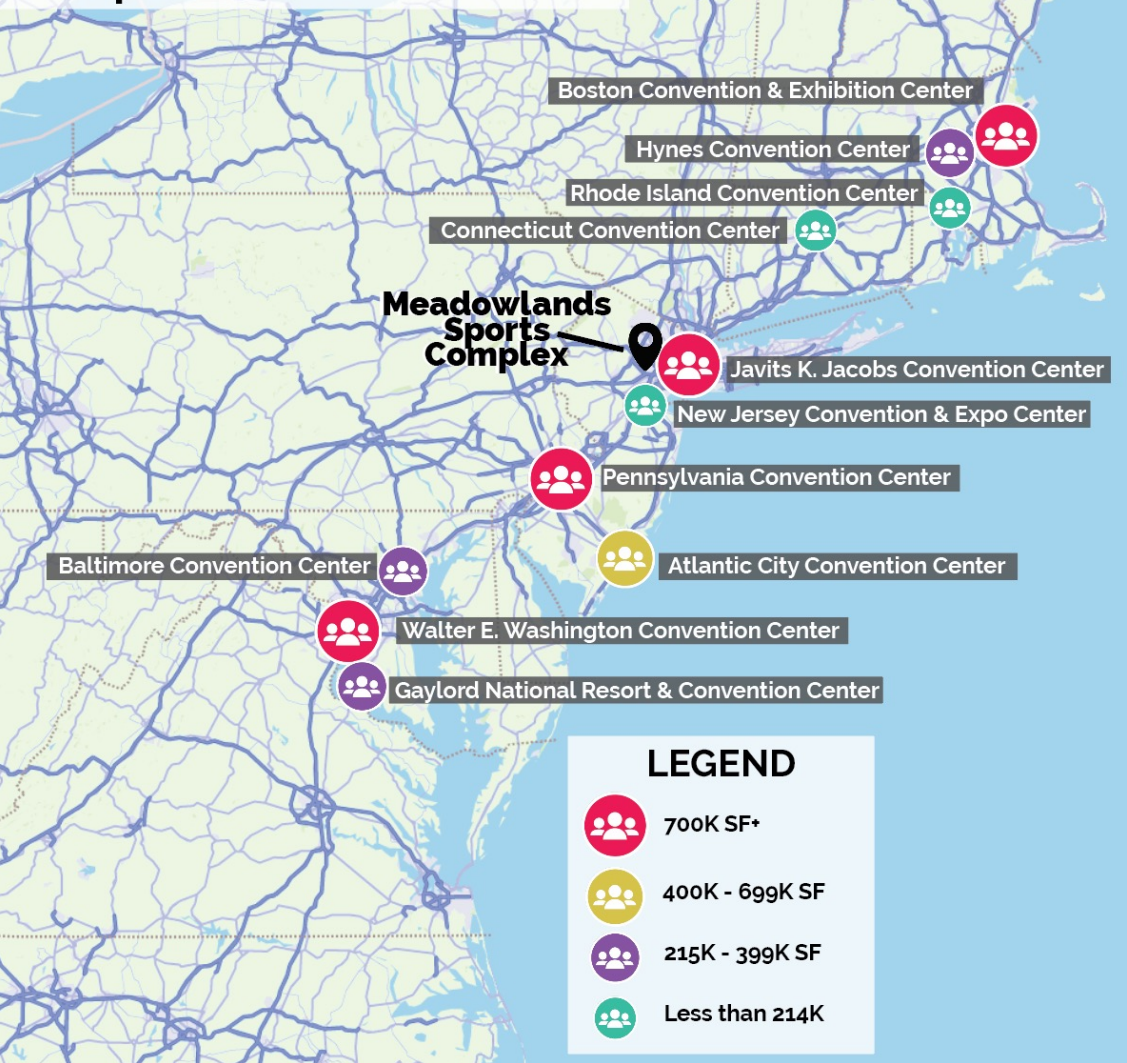 Boston Convention & Exhibition Center
Hynes Convention Center
Rhode Island Convention Center
Connecticut Convention Center
Meadowlands
Sports
Complex
Javits K. Jacobs Convention Center
New Jersey Convention & Expo Center
Pennsylvania Convention Center
Baltimore Convention Center
Atlantic City Convention Center
Walter E. Washington Convention Center
Gaylord National Resort & Convention Center
LEGEND
700K SF+
400K - 699K SF
215K - 399K SF
Less than 214K